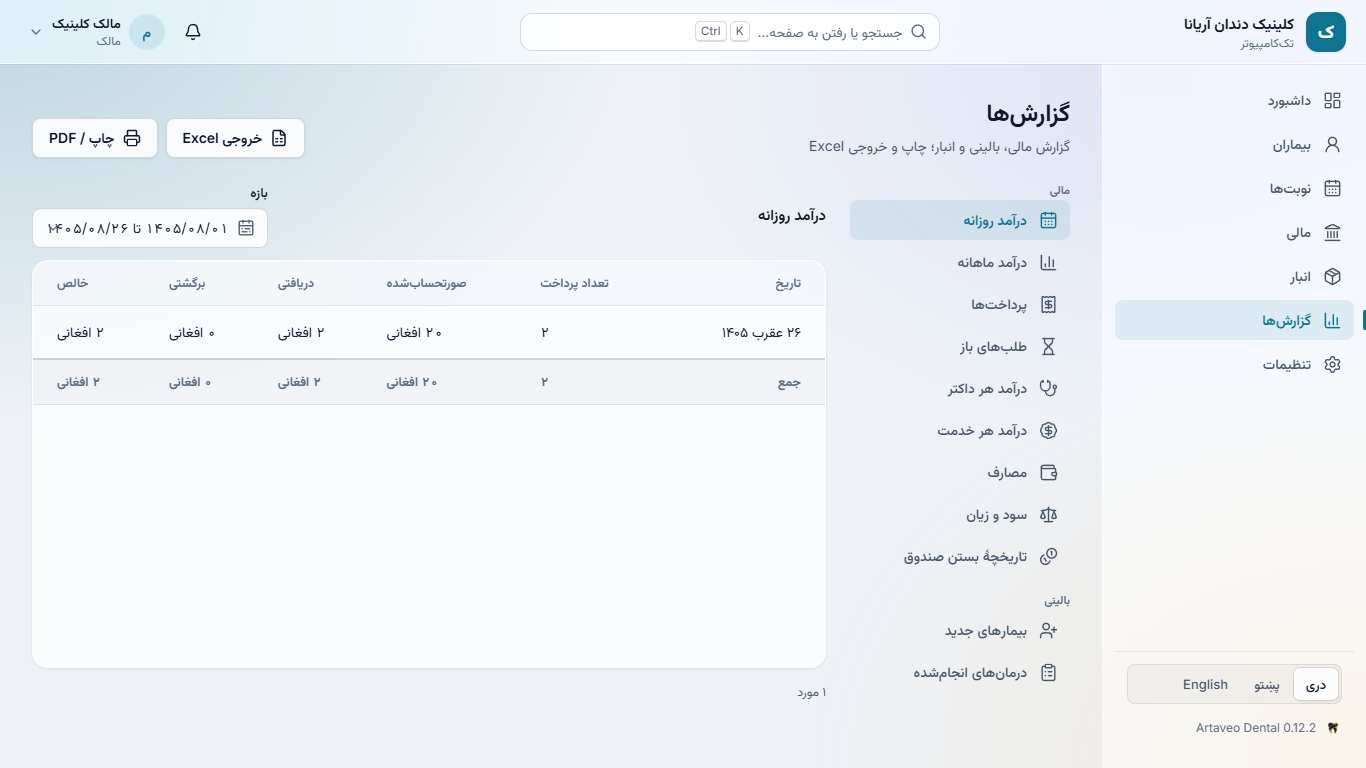 کلینیک دندان آریانا
تک‌کامپیوتر
ک
جستجو یا رفتن به صفحه...
Ctrl K
مالک کلینیک
مالک
م
داشبورد
بیماران
نوبت‌ها
مالی
انبار
گزارش‌ها
تنظیمات
دری
پښتو
English
Artaveo Dental 0.12.2
گزارش‌ها
گزارش مالی، بالینی و انبار؛ چاپ و خروجی Excel
خروجی Excel
چاپ / PDF
مالی
درآمد روزانه
درآمد ماهانه
پرداخت‌ها
طلب‌های باز
درآمد هر داکتر
درآمد هر خدمت
مصارف
سود و زیان
تاریخچهٔ بستن صندوق
بالینی
بیمارهای جدید
درمان‌های انجام‌شده
درآمد روزانه
بازه
۱۴۰۵/۰۸/۰۱ تا ۱۴۰۵/۰۸/۲۶
تاریخ تعداد پرداخت صورتحساب‌شده دریافتی برگشتی خالص
۲۶ عقرب ۱۴۰۵ ۲ ۲۰ افغانی ۲ افغانی ۰ افغانی ۲ افغانی
جمع ۲ ۲۰ افغانی ۲ افغانی ۰ افغانی ۲ افغانی
۱ مورد